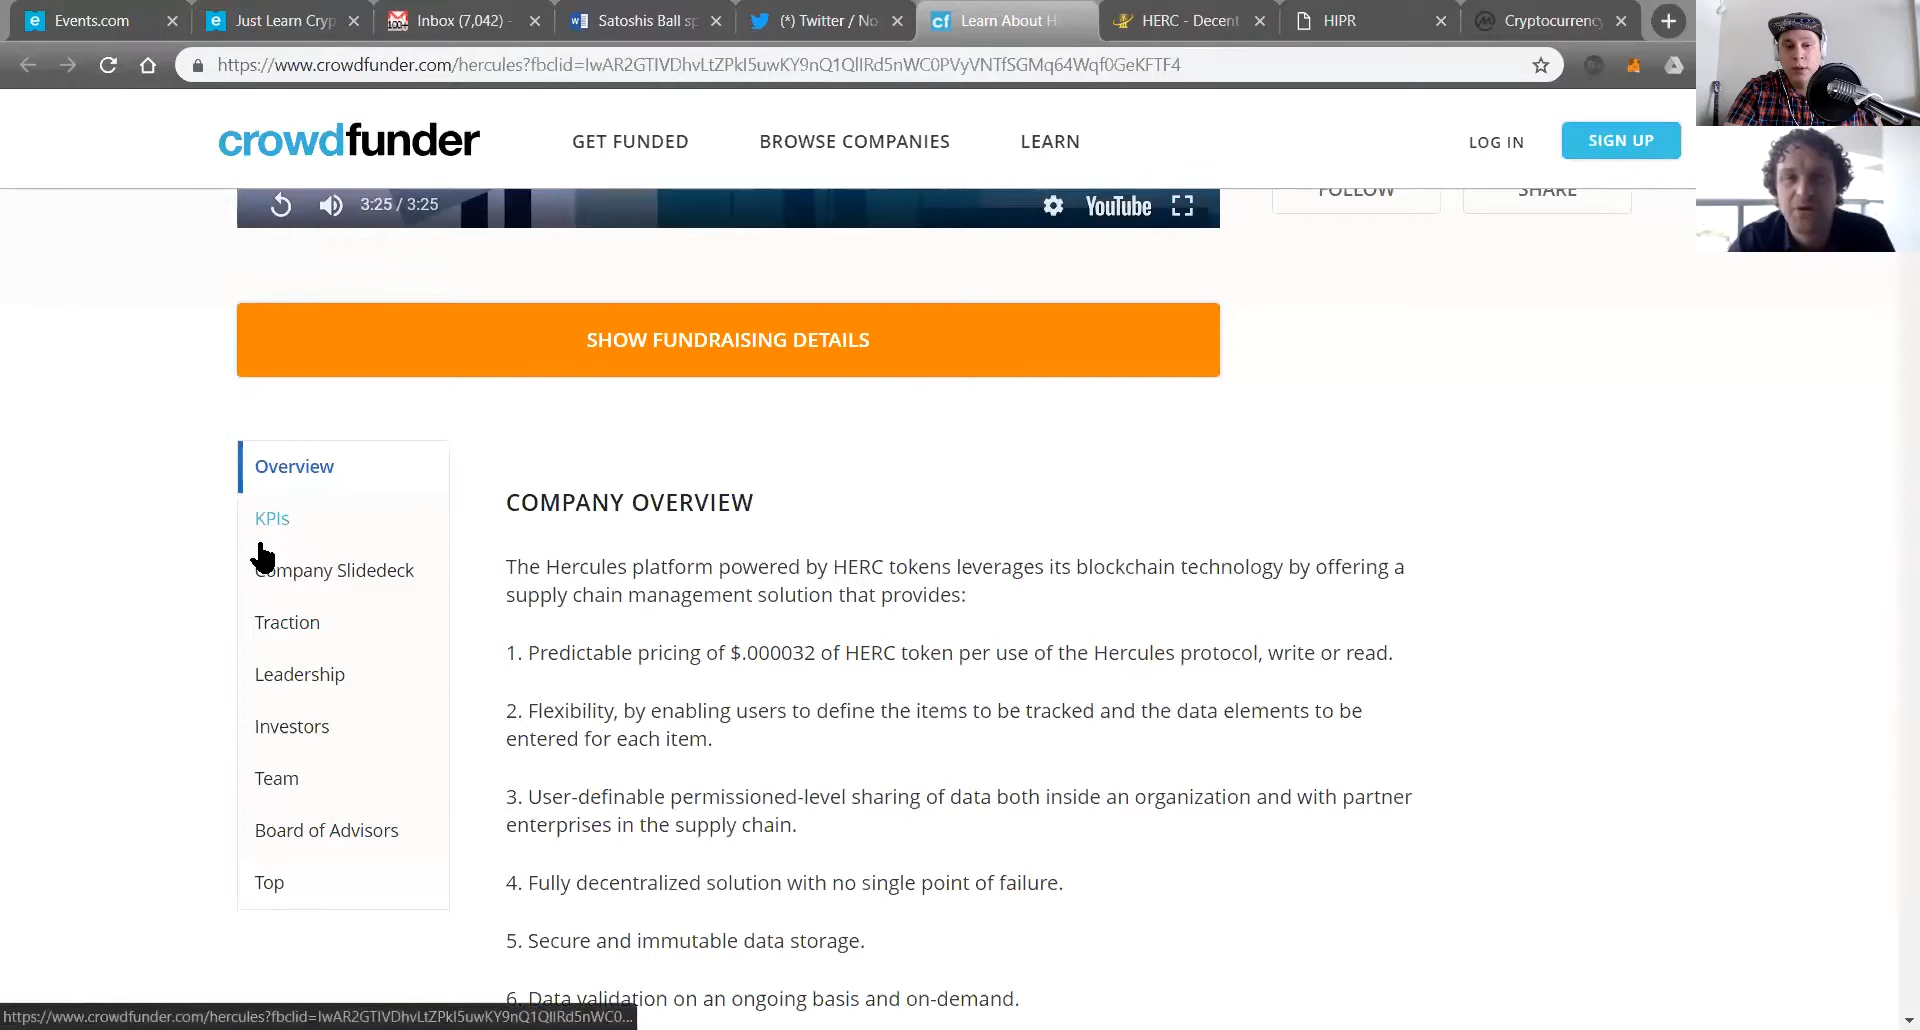 Events.com
Just Learn Cryp
100+
Inbox (7,042) -
Satoshis Ball sp
(*) Twitter / No
cf
Learn About H
HERC - Decent
HIPR
Cryptocurrenc
https://www.crowdfunder.com/hercules?fbclid=IwAR2GTIVDhvLtZPkI5uwKY9nQ1QlIRd5nWC0PVyVNTfSGMq64Wqf0GeKFTF4
crowdfunder
GET FUNDED
BROWSE COMPANIES
LEARN
LOG IN
SIGN UP
3:25 / 3:25
YouTube
FOLLOW
SHARE
SHOW FUNDRAISING DETAILS
Overview
KPIs
Company Slidedeck
Traction
Leadership
Investors
Team
Board of Advisors
Top
COMPANY OVERVIEW
The Hercules platform powered by HERC tokens leverages its blockchain technology by offering a
supply chain management solution that provides:
1. Predictable pricing of $.000032 of HERC token per use of the Hercules protocol, write or read.
2. Flexibility, by enabling users to define the items to be tracked and the data elements to be
entered for each item.
3. User-definable permissioned-level sharing of data both inside an organization and with partner
enterprises in the supply chain.
4. Fully decentralized solution with no single point of failure.
5. Secure and immutable data storage.
6. Data validation on an ongoing basis and on-demand.
https://www.crowdfunder.com/hercules?fbclid=IwAR2GTIVDhvLtZPkI5uwKY9nQ1QlIRd5nWC0...